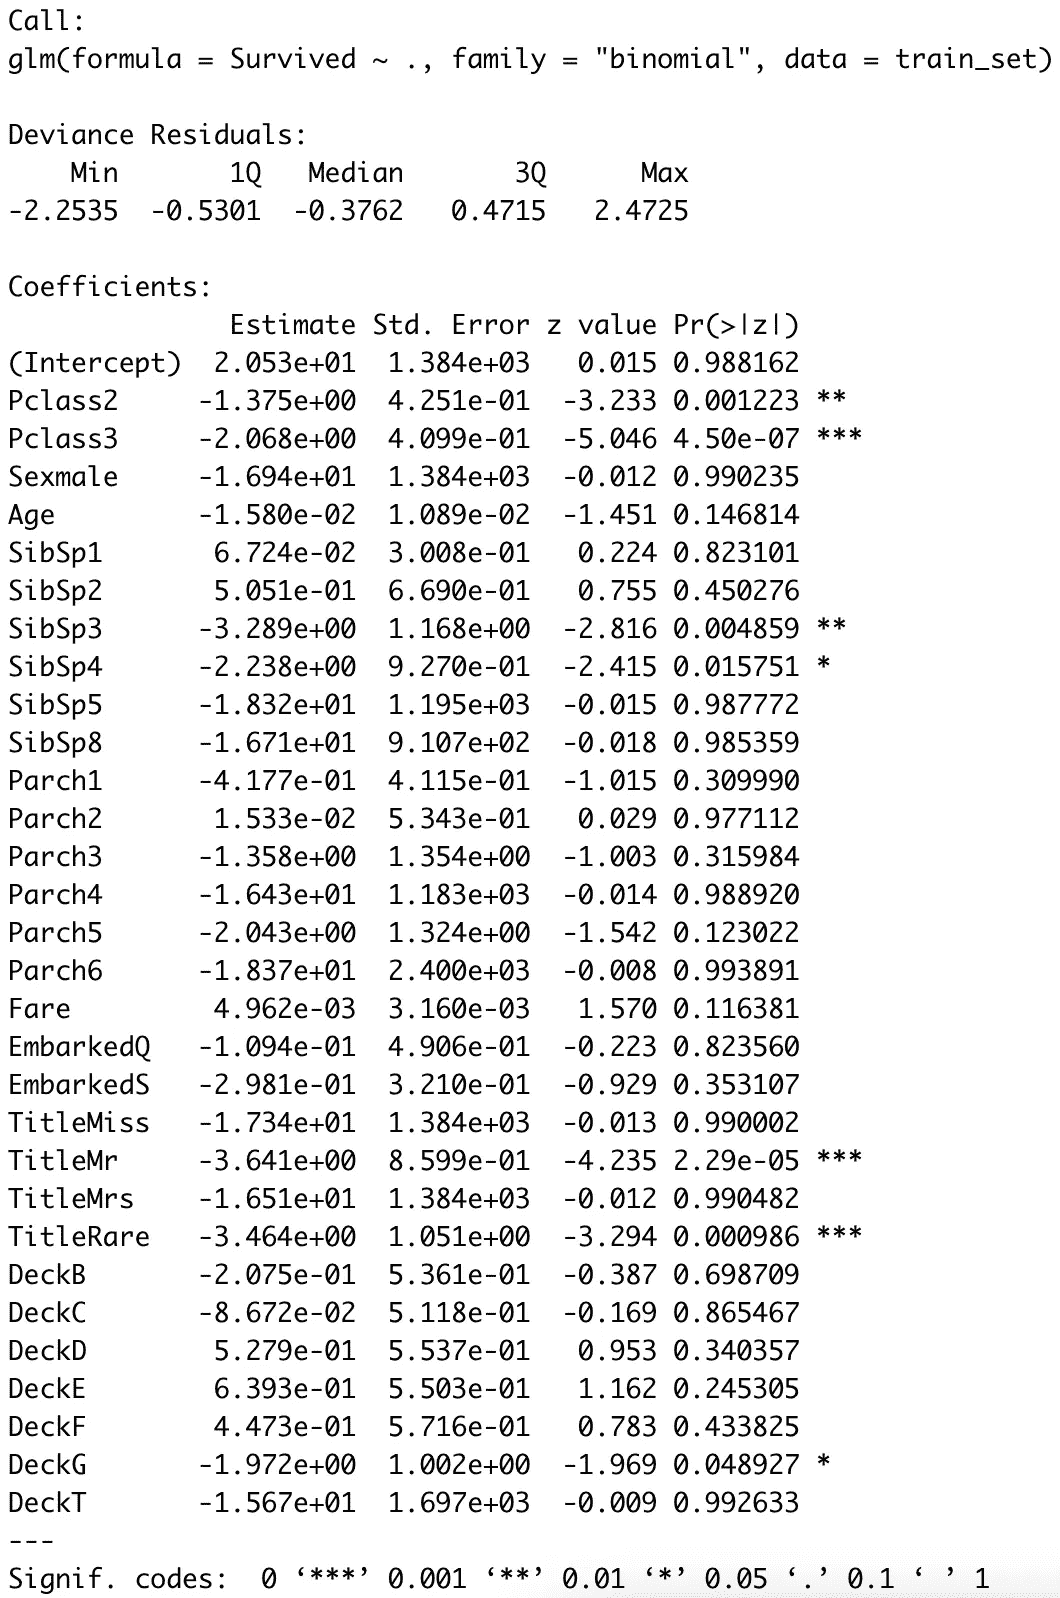 Call:
glm(formula = Survived ~ ., family = "binomial", data = train_set)

Deviance Residuals:
    Min       1Q   Median       3Q      Max
-2.2535  -0.5301  -0.3762   0.4715   2.4725

Coefficients:
              Estimate Std. Error z value Pr(>|z|)
(Intercept)  2.053e+01  1.384e+03   0.015 0.988162
Pclass2     -1.375e+00  4.251e-01  -3.233 0.001223 **
Pclass3     -2.068e+00  4.099e-01  -5.046 4.50e-07 ***
Sexmale     -1.694e+01  1.384e+03  -0.012 0.990235
Age         -1.580e-02  1.089e-02  -1.451 0.146814
SibSp1       6.724e-02  3.008e-01   0.224 0.823101
SibSp2       5.051e-01  6.690e-01   0.755 0.450276
SibSp3      -3.289e+00  1.168e+00  -2.816 0.004859 **
SibSp4      -2.238e+00  9.270e-01  -2.415 0.015751 *
SibSp5      -1.832e+01  1.195e+03  -0.015 0.987772
SibSp8      -1.671e+01  9.107e+02  -0.018 0.985359
Parch1      -4.177e-01  4.115e-01  -1.015 0.309990
Parch2       1.533e-02  5.343e-01   0.029 0.977112
Parch3      -1.358e+00  1.354e+00  -1.003 0.315984
Parch4      -1.643e+01  1.183e+03  -0.014 0.988920
Parch5      -2.043e+00  1.324e+00  -1.542 0.123022
Parch6      -1.837e+01  2.400e+03  -0.008 0.993891
Fare         4.962e-03  3.160e-03   1.570 0.116381
EmbarkedQ   -1.094e-01  4.906e-01  -0.223 0.823560
EmbarkedS   -2.981e-01  3.210e-01  -0.929 0.353107
TitleMiss   -1.734e+01  1.384e+03  -0.013 0.990002
TitleMr     -3.641e+00  8.599e-01  -4.235 2.29e-05 ***
TitleMrs    -1.651e+01  1.384e+03  -0.012 0.990482
TitleRare   -3.464e+00  1.051e+00  -3.294 0.000986 ***
DeckB       -2.075e-01  5.361e-01  -0.387 0.698709
DeckC       -8.672e-02  5.118e-01  -0.169 0.865467
DeckD        5.279e-01  5.537e-01   0.953 0.340357
DeckE        6.393e-01  5.503e-01   1.162 0.245305
DeckF        4.473e-01  5.716e-01   0.783 0.433825
DeckG       -1.972e+00  1.002e+00  -1.969 0.048927 *
DeckT       -1.567e+01  1.697e+03  -0.009 0.992633
---
Signif. codes:  0 ‘***’ 0.001 ‘**’ 0.01 ‘*’ 0.05 ‘.’ 0.1 ‘ ’ 1